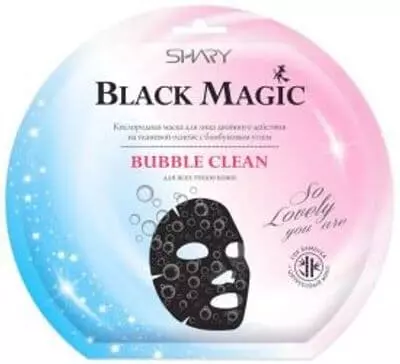 SHARY
BLACK MAGIC
Кислородная маска для лица двойного действия
на тканевой основе с бамбуковым углем
BUBBLE CLEAN
для всех типов кожи
So
Lovely
you are